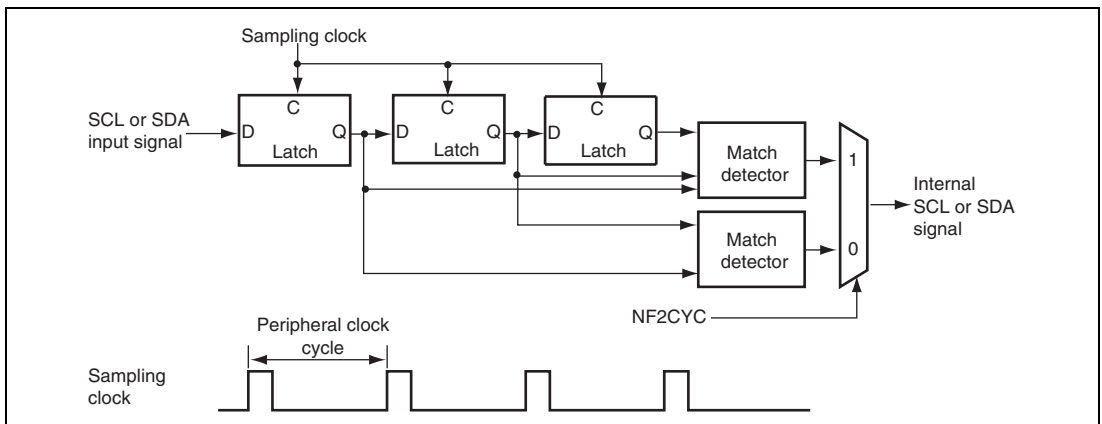 Sampling clock
SCL or SDA
input signal
C
D
Q
Latch
C
D
Q
Latch
C
D
Q
Latch
Match
detector
1
Match
detector
0
Internal
SCL or SDA
signal
NF2CYC
Peripheral clock
cycle
Sampling
clock